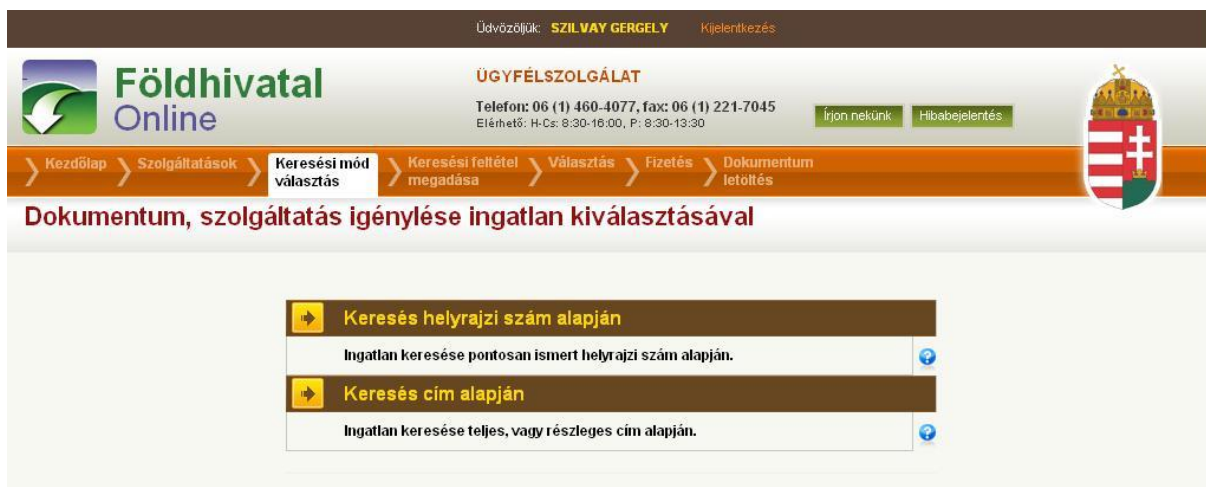 Üdvözöljük: SZILVAY GERGELY Kijelentkezés
Földhivatal
Online
ÜGYFÉLSZOLGÁLAT
Telefon: 06 (1) 460-4077, fax: 06 (1) 221-7045
Elérhető: H-Cs: 8:30-16:00, P: 8:30-13:30
Írjon nekünk Hibabejelentés
Kezdőlap
Szolgáltatások
Keresési mód
választás
Keresési feltétel
megadása
Választás
Fizetés
Dokumentum
letöltés
Dokumentum, szolgáltatás igénylése ingatlan kiválasztásával
Keresés helyrajzi szám alapján
Ingatlan keresése pontosan ismert helyrajzi szám alapján.
Keresés cím alapján
Ingatlan keresése teljes, vagy részleges cím alapján.